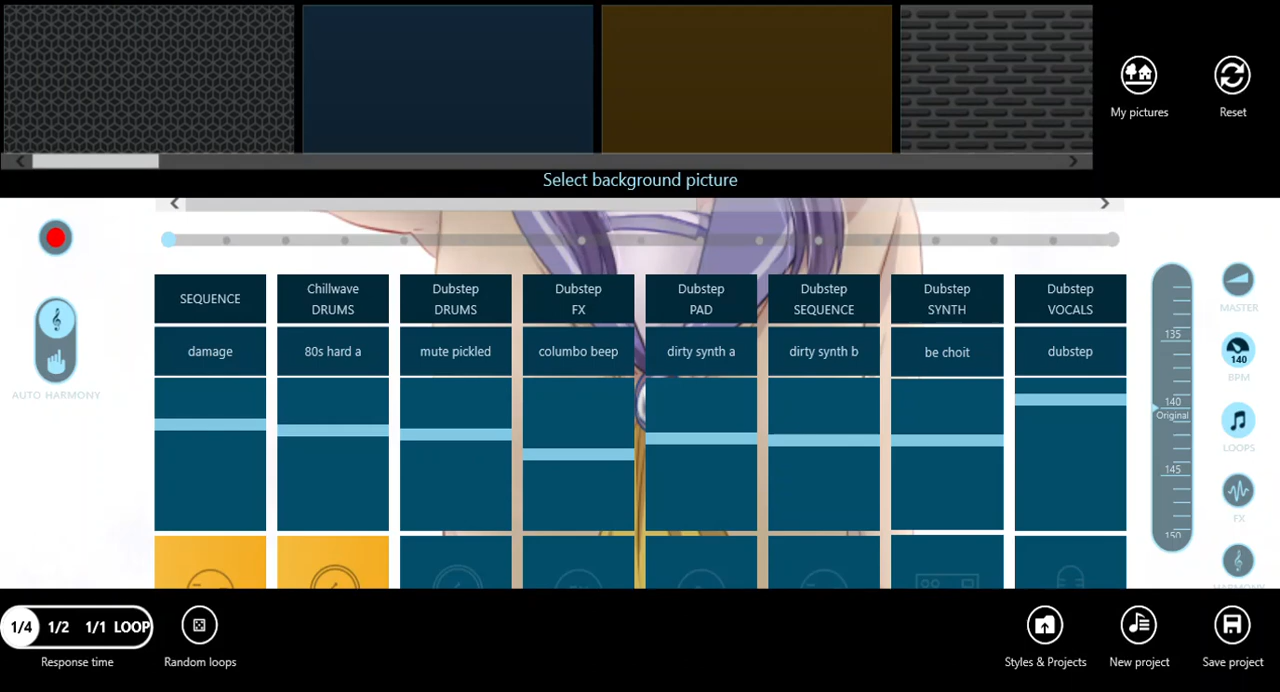 My pictures
Reset
Select background picture
AUTO HARMONY
SEQUENCE
Chillwave
DRUMS
Dubstep
DRUMS
Dubstep
FX
Dubstep
PAD
Dubstep
SEQUENCE
Dubstep
SYNTH
Dubstep
VOCALS
damage
80s hard a
mute pickled
columbo beep
dirty synth a
dirty synth b
be choit
dubstep
135
140
Original
145
150
MASTER
140
BPM
LOOPS
FX
HARMONY
1/4 1/2 1/1 LOOP
Response time
Random loops
Styles & Projects
New project
Save project